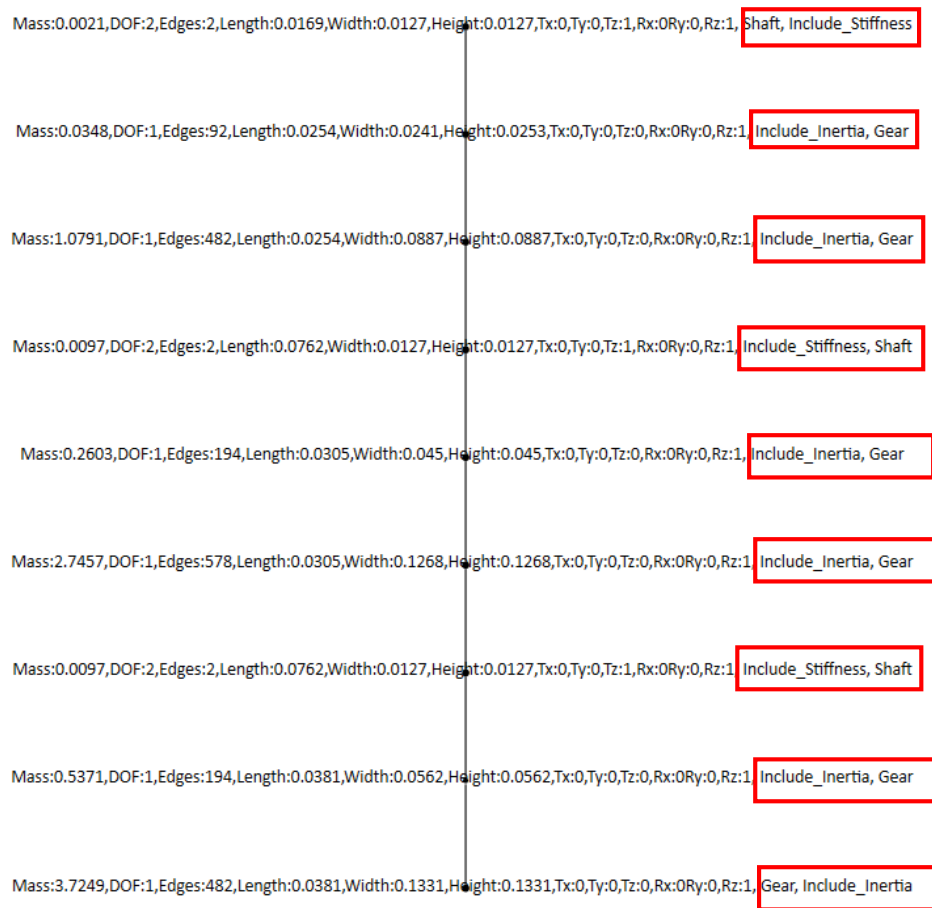 Mass:0.0021,DOF:2,Edges:2,Length:0.0169,Width:0.0127,Height:0.0127,Tx:0,Ty:0,Tz:1,Rx:0Ry:0,Rz:1, Shaft, Include_Stiffness
Mass:0.0348,DOF:1,Edges:92,Length:0.0254,Width:0.0241,Height:0.0253,Tx:0,Ty:0,Tz:0,Rx:0Ry:0,Rz:1, Include_Inertia, Gear
Mass:1.0791,DOF:1,Edges:482,Length:0.0254,Width:0.0887,Height:0.0887,Tx:0,Ty:0,Tz:0,Rx:0Ry:0,Rz:1, Include_Inertia, Gear
Mass:0.0097,DOF:2,Edges:2,Length:0.0762,Width:0.0127,Height:0.0127,Tx:0,Ty:0,Tz:1,Rx:0Ry:0,Rz:1, Include_Stiffness, Shaft
Mass:0.2603,DOF:1,Edges:194,Length:0.0305,Width:0.045,Height:0.045,Tx:0,Ty:0,Tz:0,Rx:0Ry:0,Rz:1, Include_Inertia, Gear
Mass:2.7457,DOF:1,Edges:578,Length:0.0305,Width:0.1268,Height:0.1268,Tx:0,Ty:0,Tz:0,Rx:0Ry:0,Rz:1, Include_Inertia, Gear
Mass:0.0097,DOF:2,Edges:2,Length:0.0762,Width:0.0127,Height:0.0127,Tx:0,Ty:0,Tz:1,Rx:0Ry:0,Rz:1, Include_Stiffness, Shaft
Mass:0.5371,DOF:1,Edges:194,Length:0.0381,Width:0.0562,Height:0.0562,Tx:0,Ty:0,Tz:0,Rx:0Ry:0,Rz:1, Include_Inertia, Gear
Mass:3.7249,DOF:1,Edges:482,Length:0.0381,Width:0.1331,Height:0.1331,Tx:0,Ty:0,Tz:0,Rx:0Ry:0,Rz:1, Gear, Include_Inertia